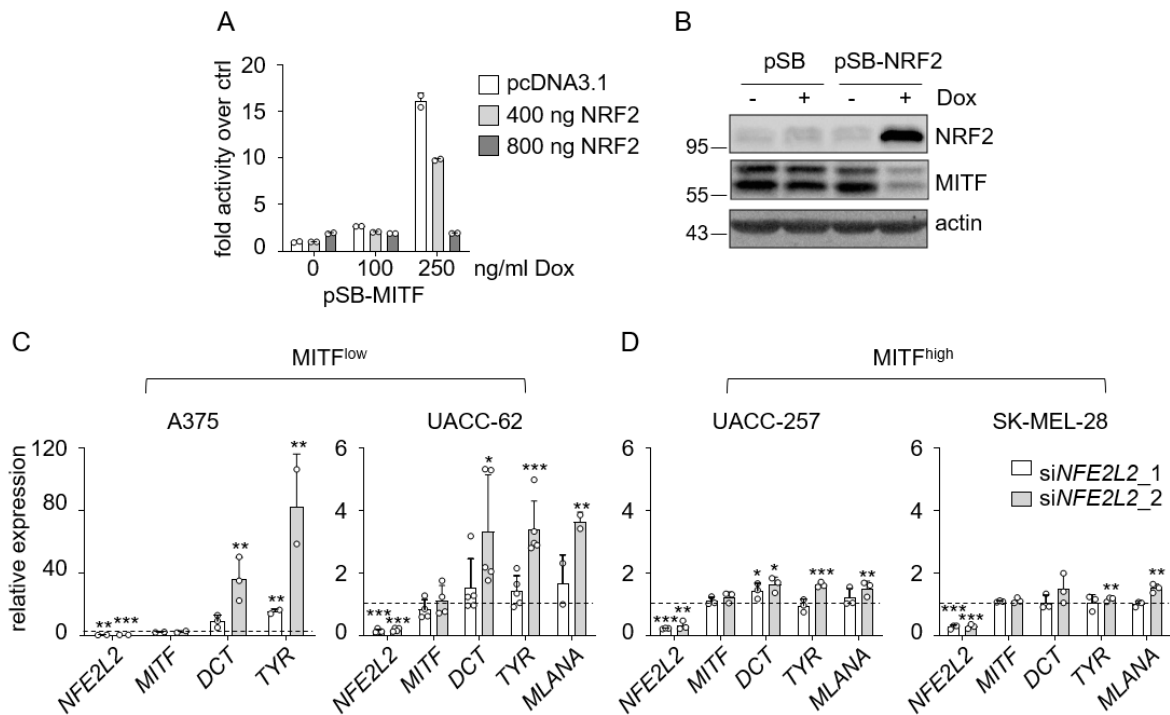 A
20
15
10
5
0
fold activity over ctrl
pcDNA3.1
400 ng NRF2
800 ng NRF2
0 100 250 ng/ml Dox
pSB-MITF
B
pSB pSB-NRF2
- + - + Dox
95 NRF2
55 MITF
43 actin
C
MITFlow
A375 UACC-62
relative expression
120
80
40
0
** *** ** ** **
NFE2L2 MITF DCT TYR
6
4
2
0
*** *** * *** **
NFE2L2 MITF DCT TYR MLANA
D
MITFhigh
UACC-257 SK-MEL-28
6
4
2
0
*** ** * * *** **
NFE2L2 MITF DCT TYR MLANA
6
4
2
0
siNFE2L2_1
siNFE2L2_2
*** *** ** **
NFE2L2 MITF DCT TYR MLANA